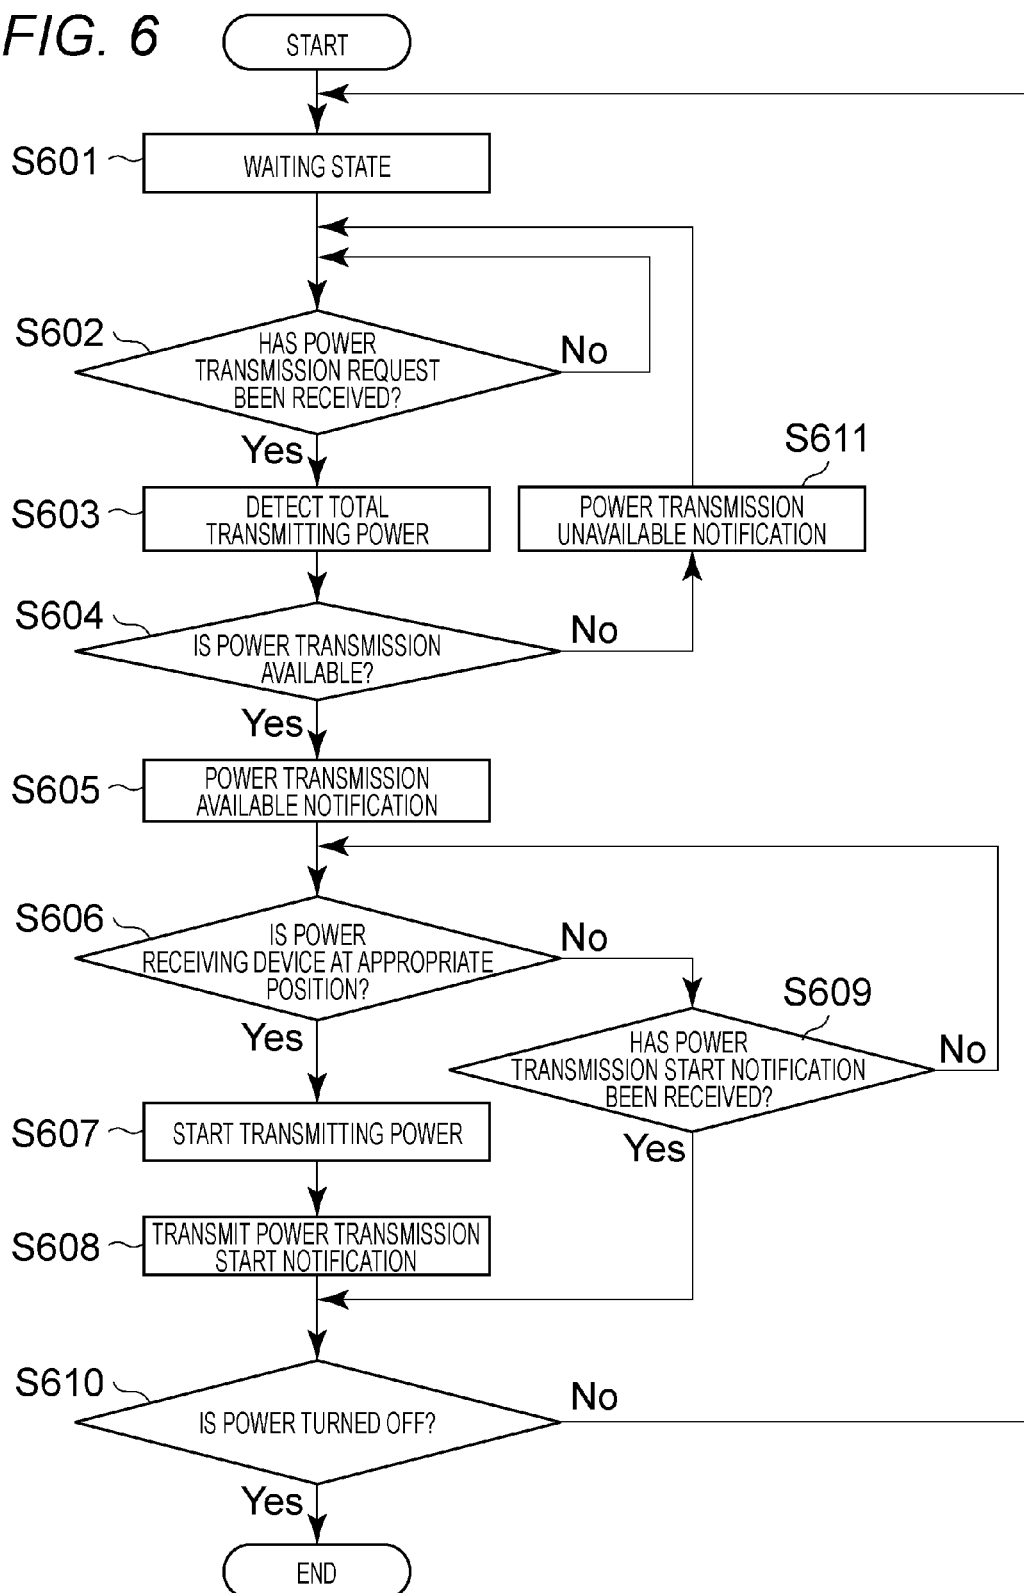 FIG. 6
START
S601
WAITING STATE
S602
HAS POWER
TRANSMISSION REQUEST
BEEN RECEIVED?
No
Yes
S603
DETECT TOTAL
TRANSMITTING POWER
S611
POWER TRANSMISSION
UNAVAILABLE NOTIFICATION
S604
IS POWER TRANSMISSION
AVAILABLE?
No
Yes
S605
POWER TRANSMISSION
AVAILABLE NOTIFICATION
S606
IS POWER
RECEIVING DEVICE AT APPROPRIATE
POSITION?
No
Yes
S609
HAS POWER
TRANSMISSION START NOTIFICATION
BEEN RECEIVED?
No
Yes
S607
START TRANSMITTING POWER
S608
TRANSMIT POWER TRANSMISSION
START NOTIFICATION
S610
IS POWER TURNED OFF?
No
Yes
END